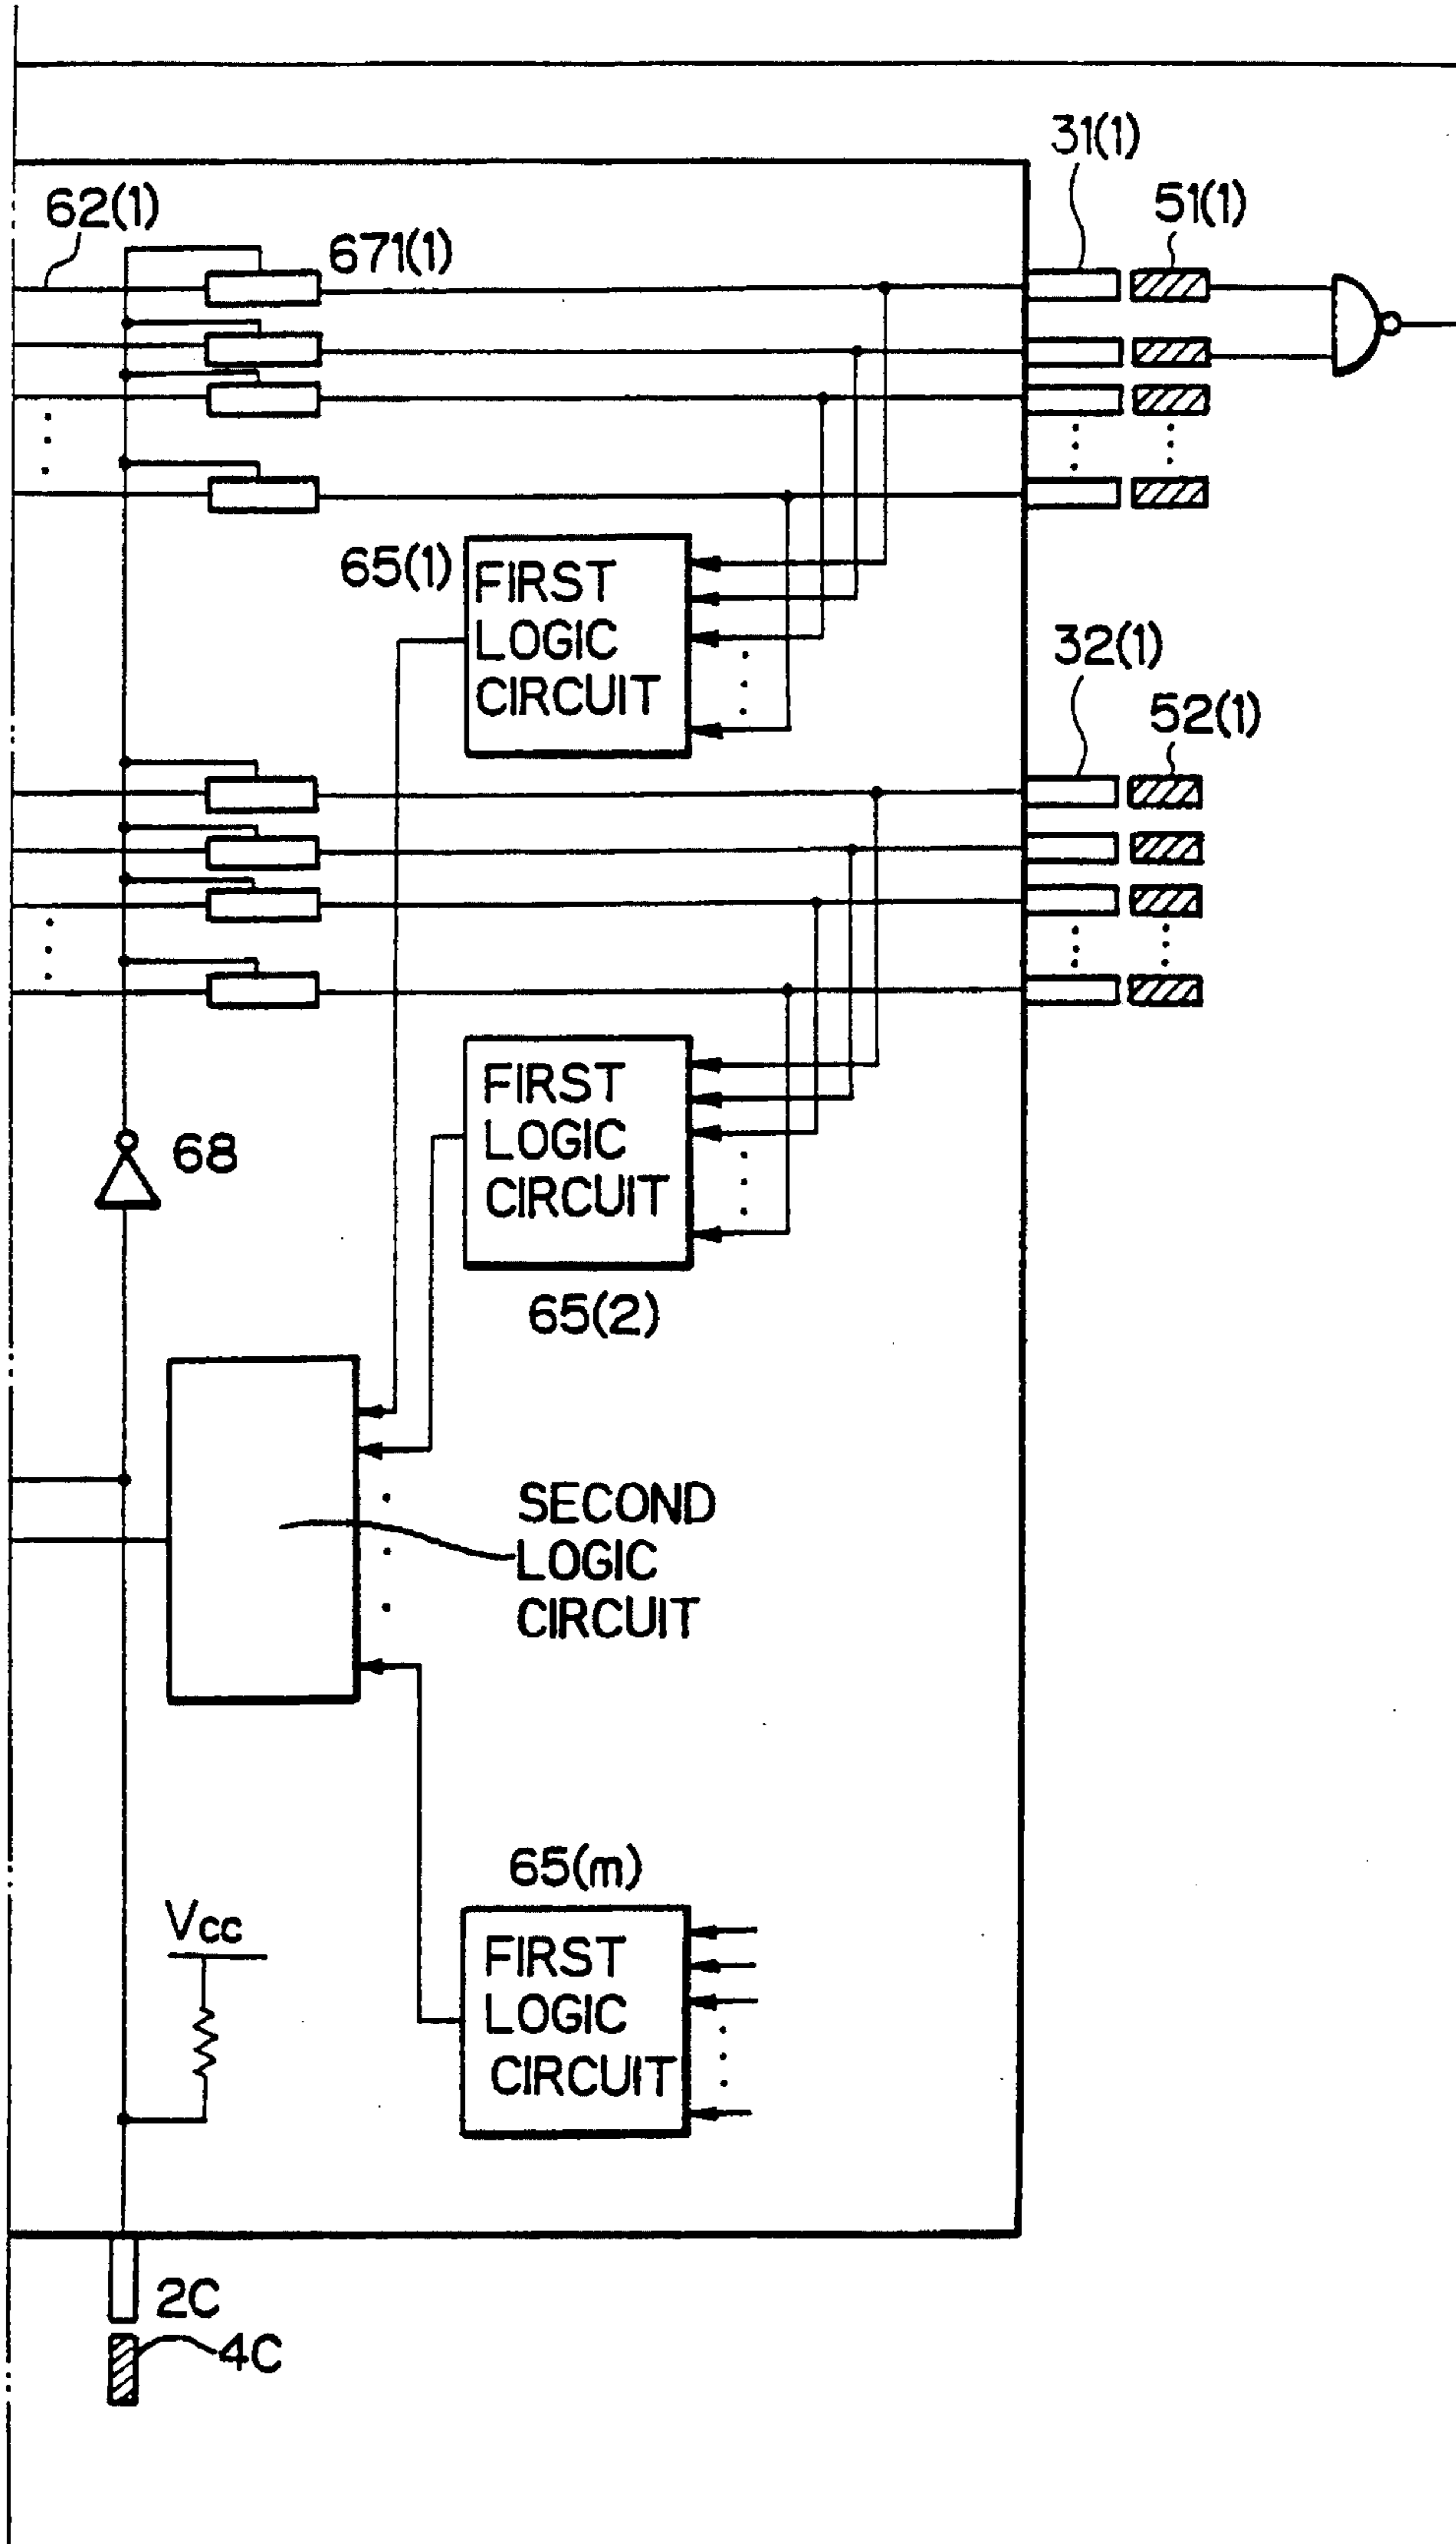 31(1)
51(1)
62(1)
671(1)
65(1)
FIRST
LOGIC
CIRCUIT
32(1)
52(1)
68
FIRST
LOGIC
CIRCUIT
65(2)
SECOND
LOGIC
CIRCUIT
65(m)
Vcc
FIRST
LOGIC
CIRCUIT
2C
4C